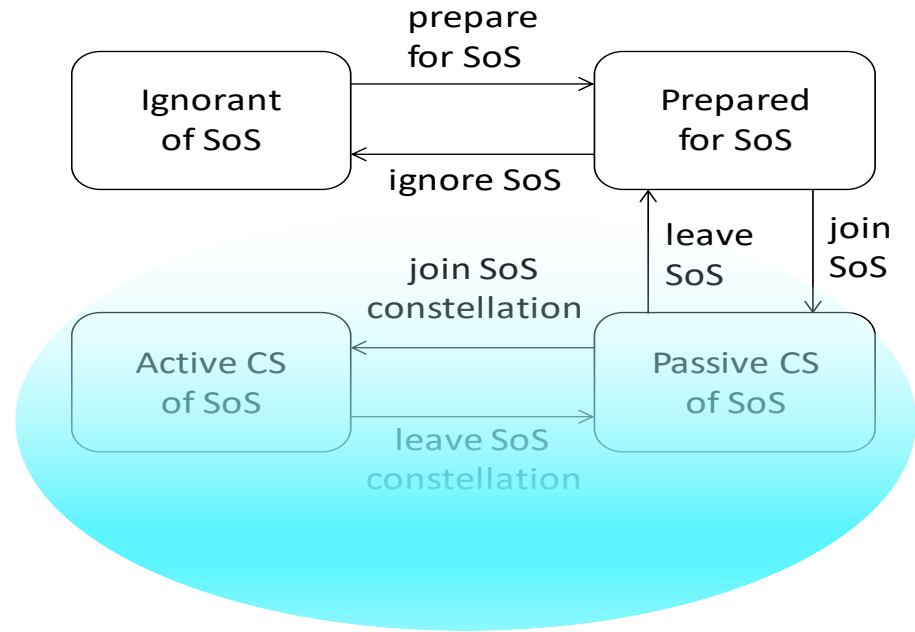 prepare
for SoS
Ignorant
of SoS
Prepared
for SoS
ignore SoS
leave
SoS
join
SoS
join SoS
constellation
Active CS
of SoS
Passive CS
of SoS
leave SoS
constellation